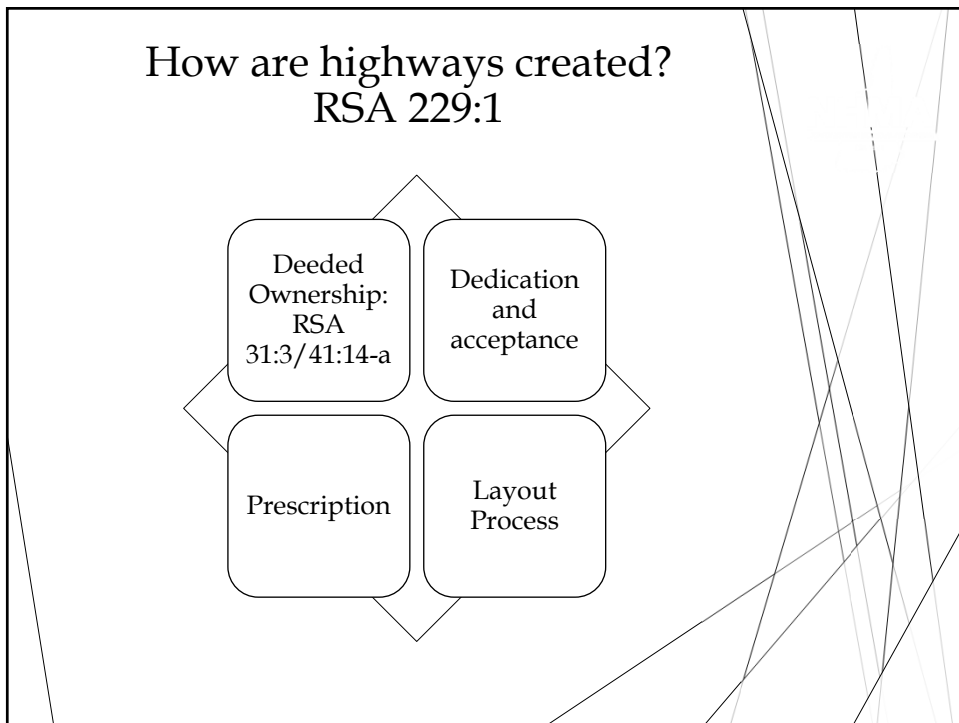 How are highways created?
RSA 229:1
Deeded
Ownership:
RSA
31:3/41:14-a
Dedication
and
acceptance
Prescription
Layout
Process